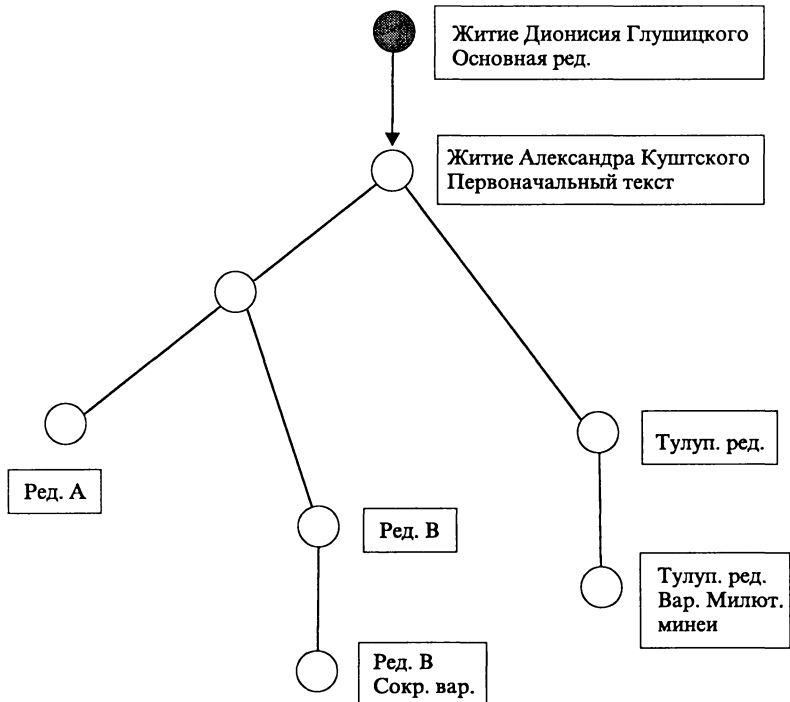 Житие Дионисия Глушицкого
Основная ред.
Житие Александра Куштского
Первоначальный текст
Тулуп. ред.
Ред. А
Ред. В
Тулуп. ред.
Вар. Милют.
минеи
Ред. В
Сокр. вар.